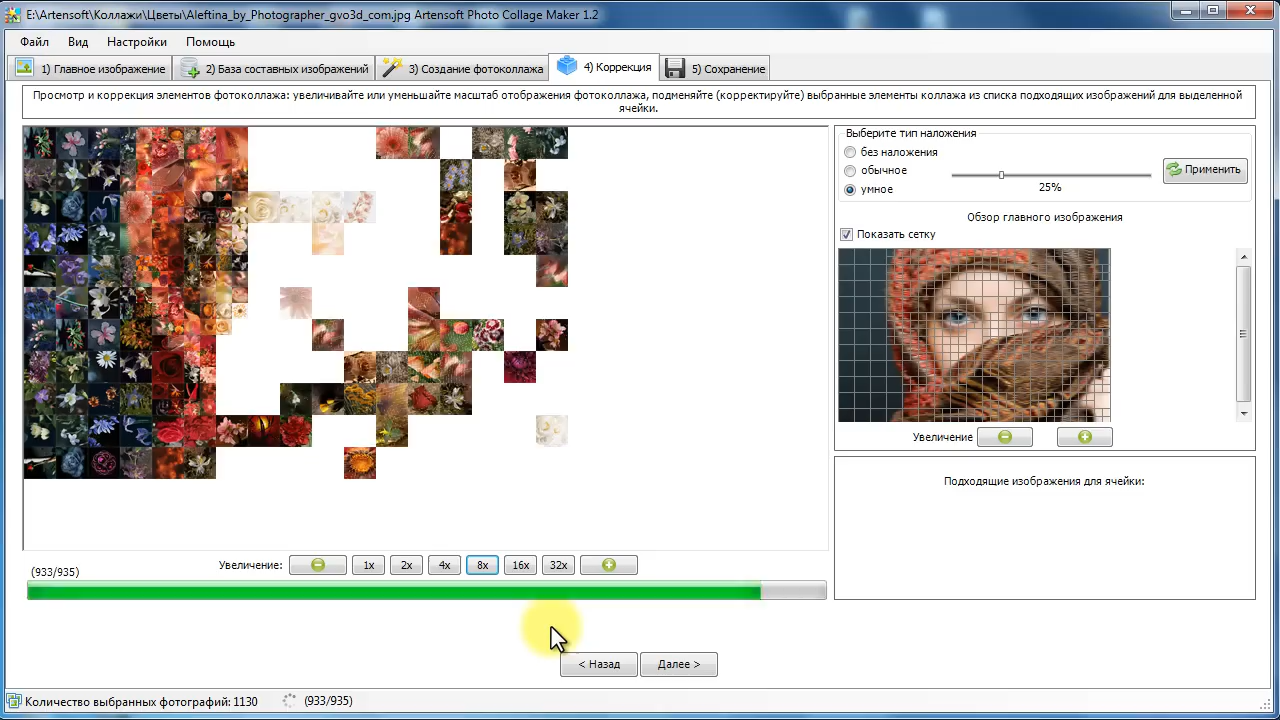 E:\Artensoft\Коллажи\Цветы\Aleftina_by_Photographer_gvo3d_com.jpg Artensoft Photo Collage Maker 1.2
Файл Вид Настройки Помощь
1) Главное изображение 2) База составных изображений 3) Создание фотоколлажа 4) Коррекция 5) Сохранение
Просмотр и коррекция элементов фотоколлажа: увеличивайте или уменьшайте масштаб отображения фотоколлажа, подменяйте (корректируйте) выбранные элементы коллажа из списка подходящих изображений для выделенной
ячейки.
Выберите тип наложения
без наложения
обычное
умное
25%
Применить
Обзор главного изображения
Показать сетку
Увеличение
Подходящие изображения для ячейки:
Увеличение: 1x 2x 4x 8x 16x 32x
(933/935)
< Назад Далее >
Количество выбранных фотографий: 1130 (933/935)